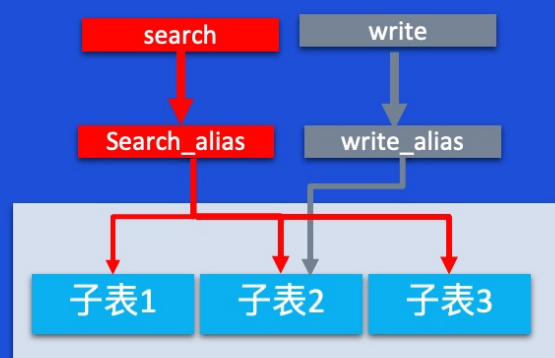 search
write
Search_alias
write_alias
子表1
子表2
子表3